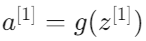 a^{[1]} = g(z^{[1]})